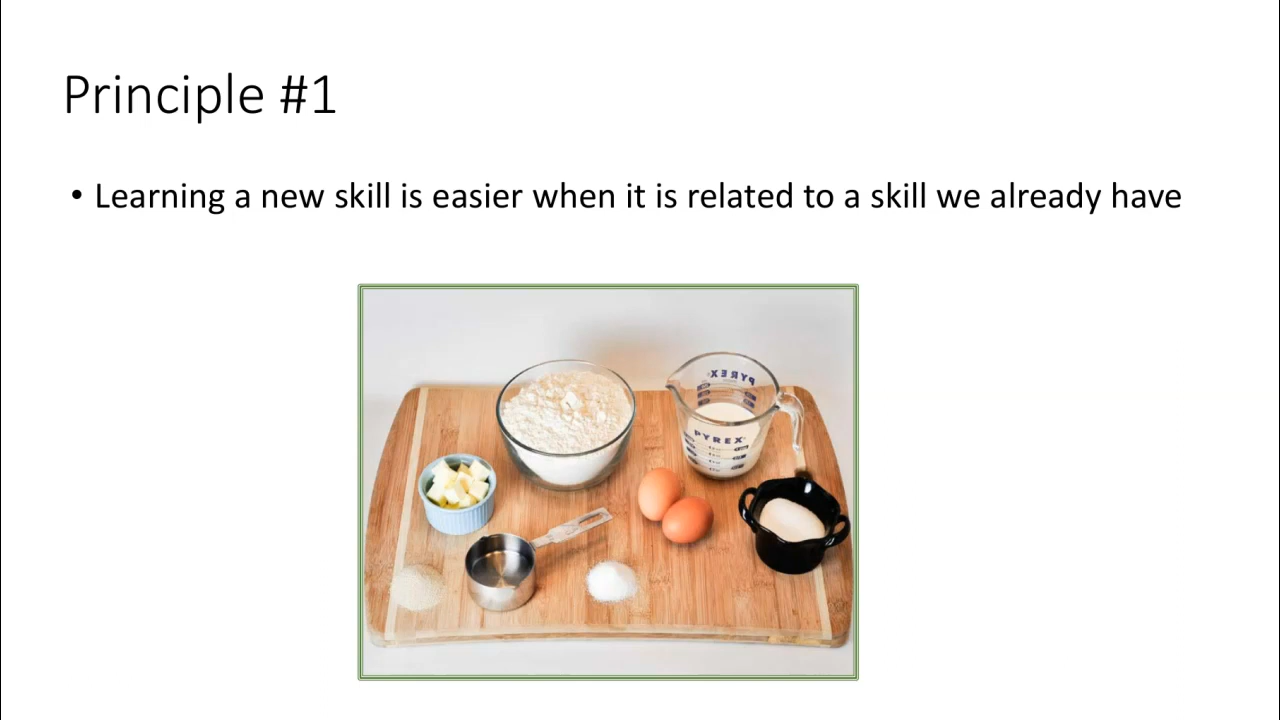 Principle #1
• Learning a new skill is easier when it is related to a skill we already have
PYREX
PYREX